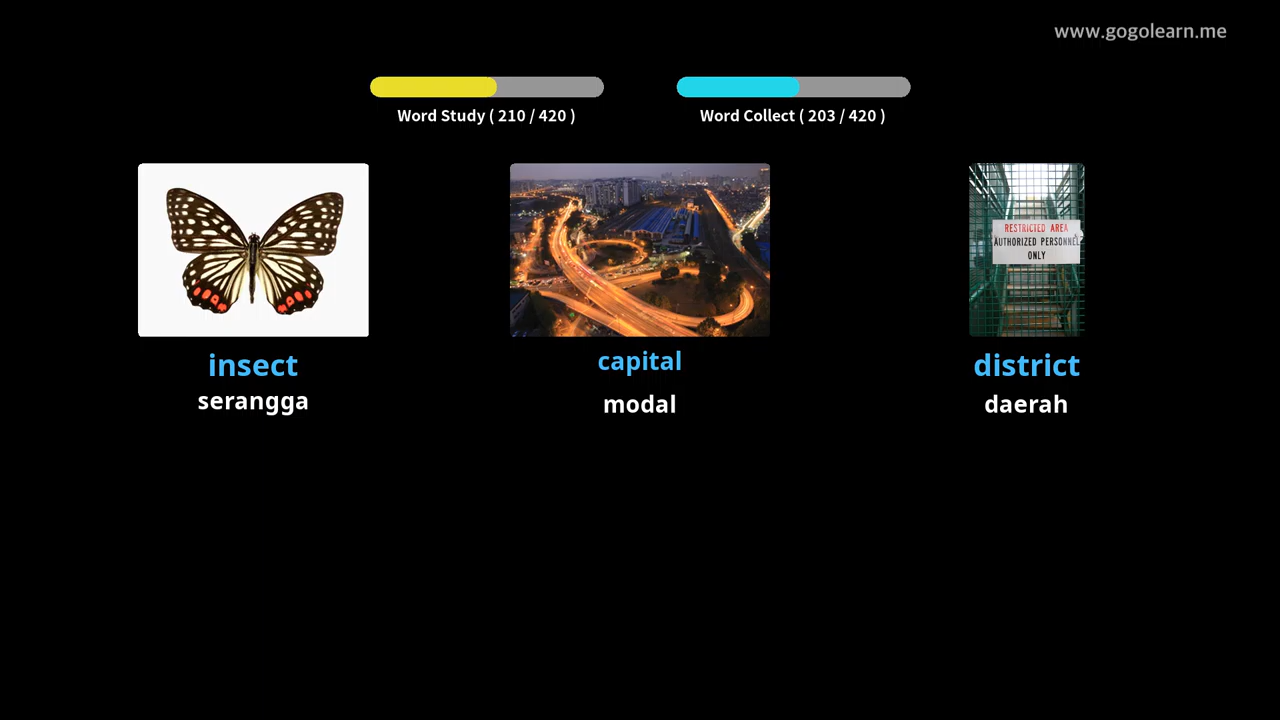 www.gogolearn.me
Word Study ( 210 / 420 )
Word Collect ( 203 / 420 )
RESTRICTED AREA
AUTHORIZED PERSONNEL
ONLY
insect
serangga
capital
modal
district
daerah